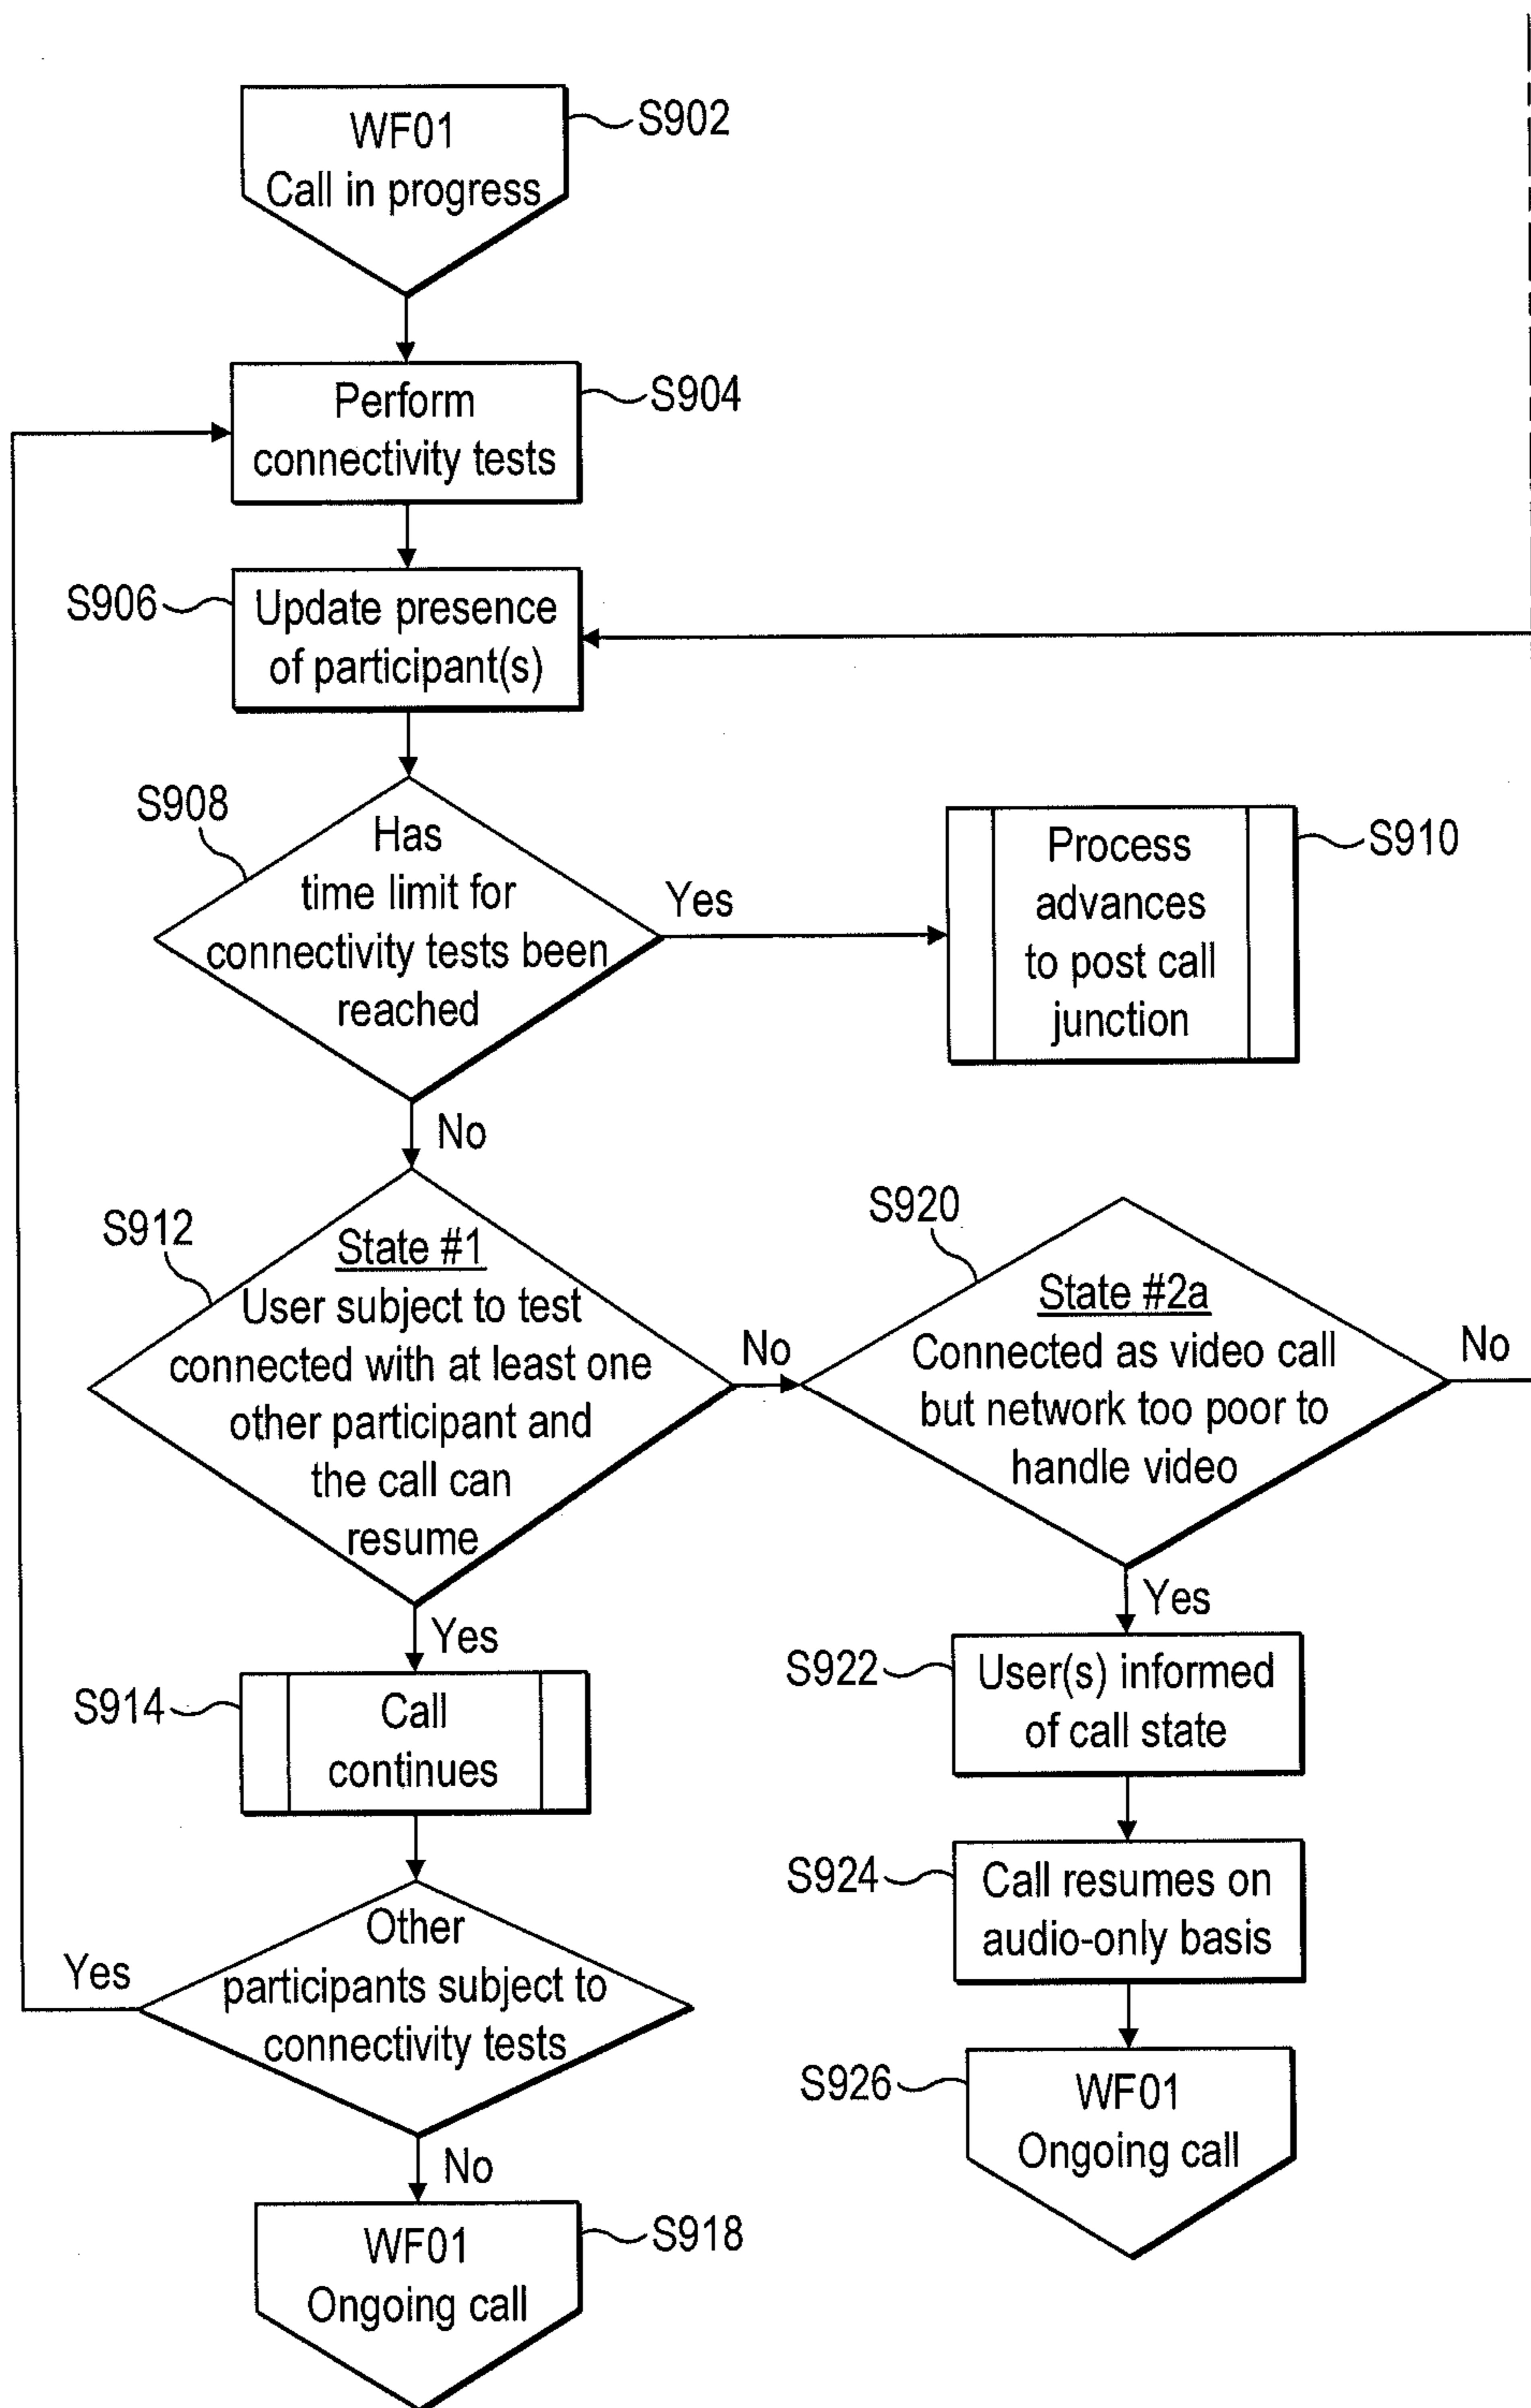 WF01
Call in progress
S902
Perform
connectivity tests
S904
S906
Update presence
of participant(s)
S908
Has
time limit for
connectivity tests been
reached
Yes
Process
advances
to post call
junction
S910
No
S912
State #1
User subject to test
connected with at least one
other participant and
the call can
resume
No
S920
State #2a
Connected as video call
but network too poor to
handle video
No
Yes
S914
Call
continues
Yes
S922
User(s) informed
of call state
S924
Call resumes on
audio-only basis
Yes
Other
participants subject to
connectivity tests
S926
WF01
Ongoing call
No
WF01
Ongoing call
S918